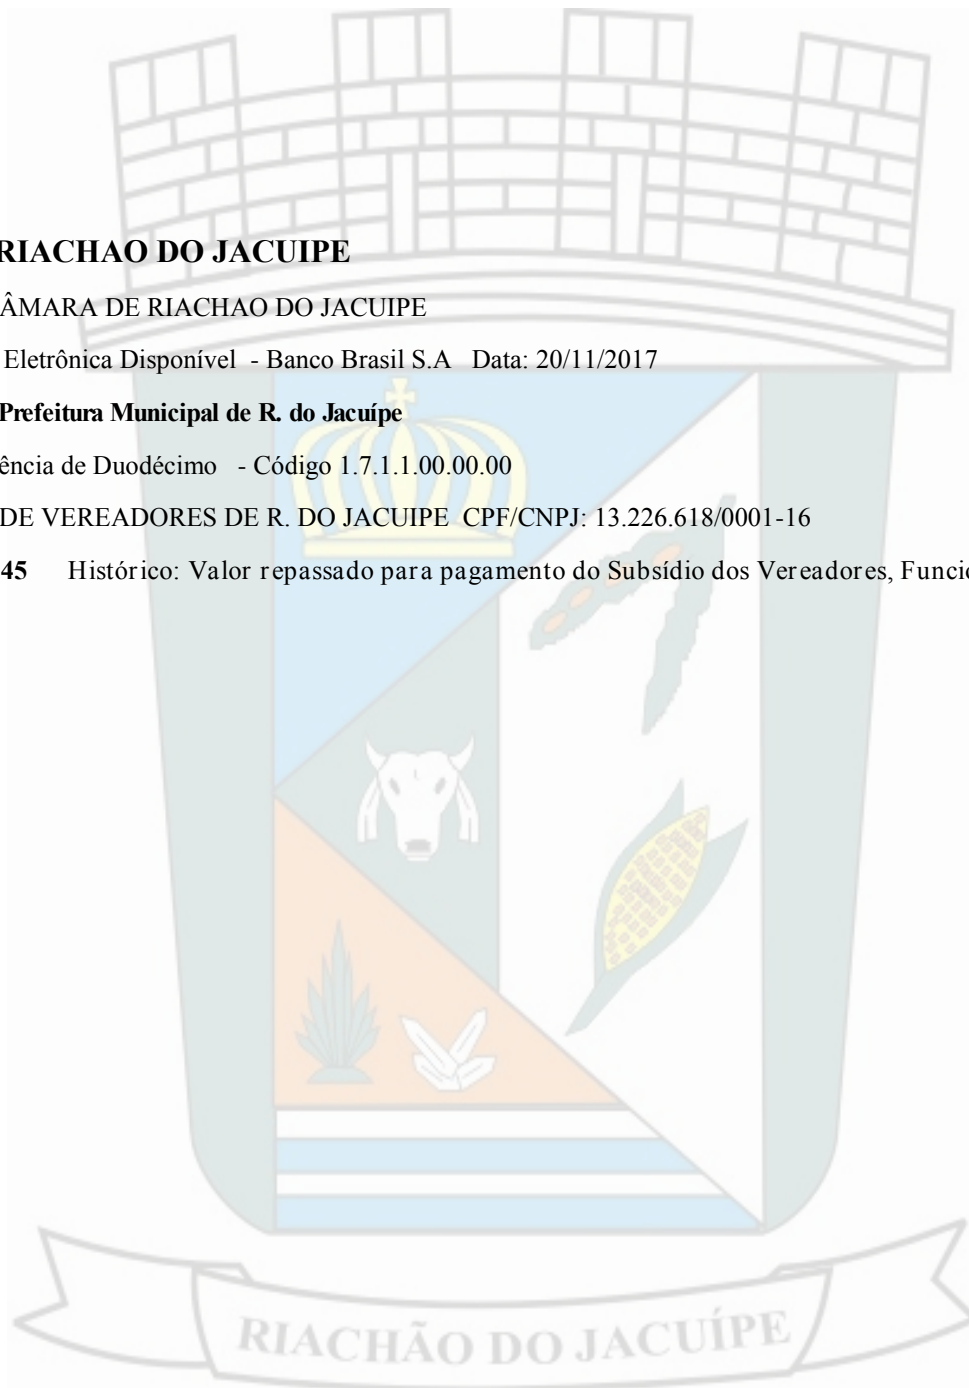 RIACHAO DO JACUIPE
ÂMARA DE RIACHAO DO JACUIPE
Eletrônica Disponível - Banco Brasil S.A Data: 20/11/2017
Prefeitura Municipal de R. do Jacuípe
ência de Duodécimo - Código 1.7.1.1.00.00.00
DE VEREADORES DE R. DO JACUIPE CPF/CNPJ: 13.226.618/0001-16
45 Histórico: Valor repassado para pagamento do Subsídio dos Vereadores, Funcio
RIACHÃO DO JACUÍPE